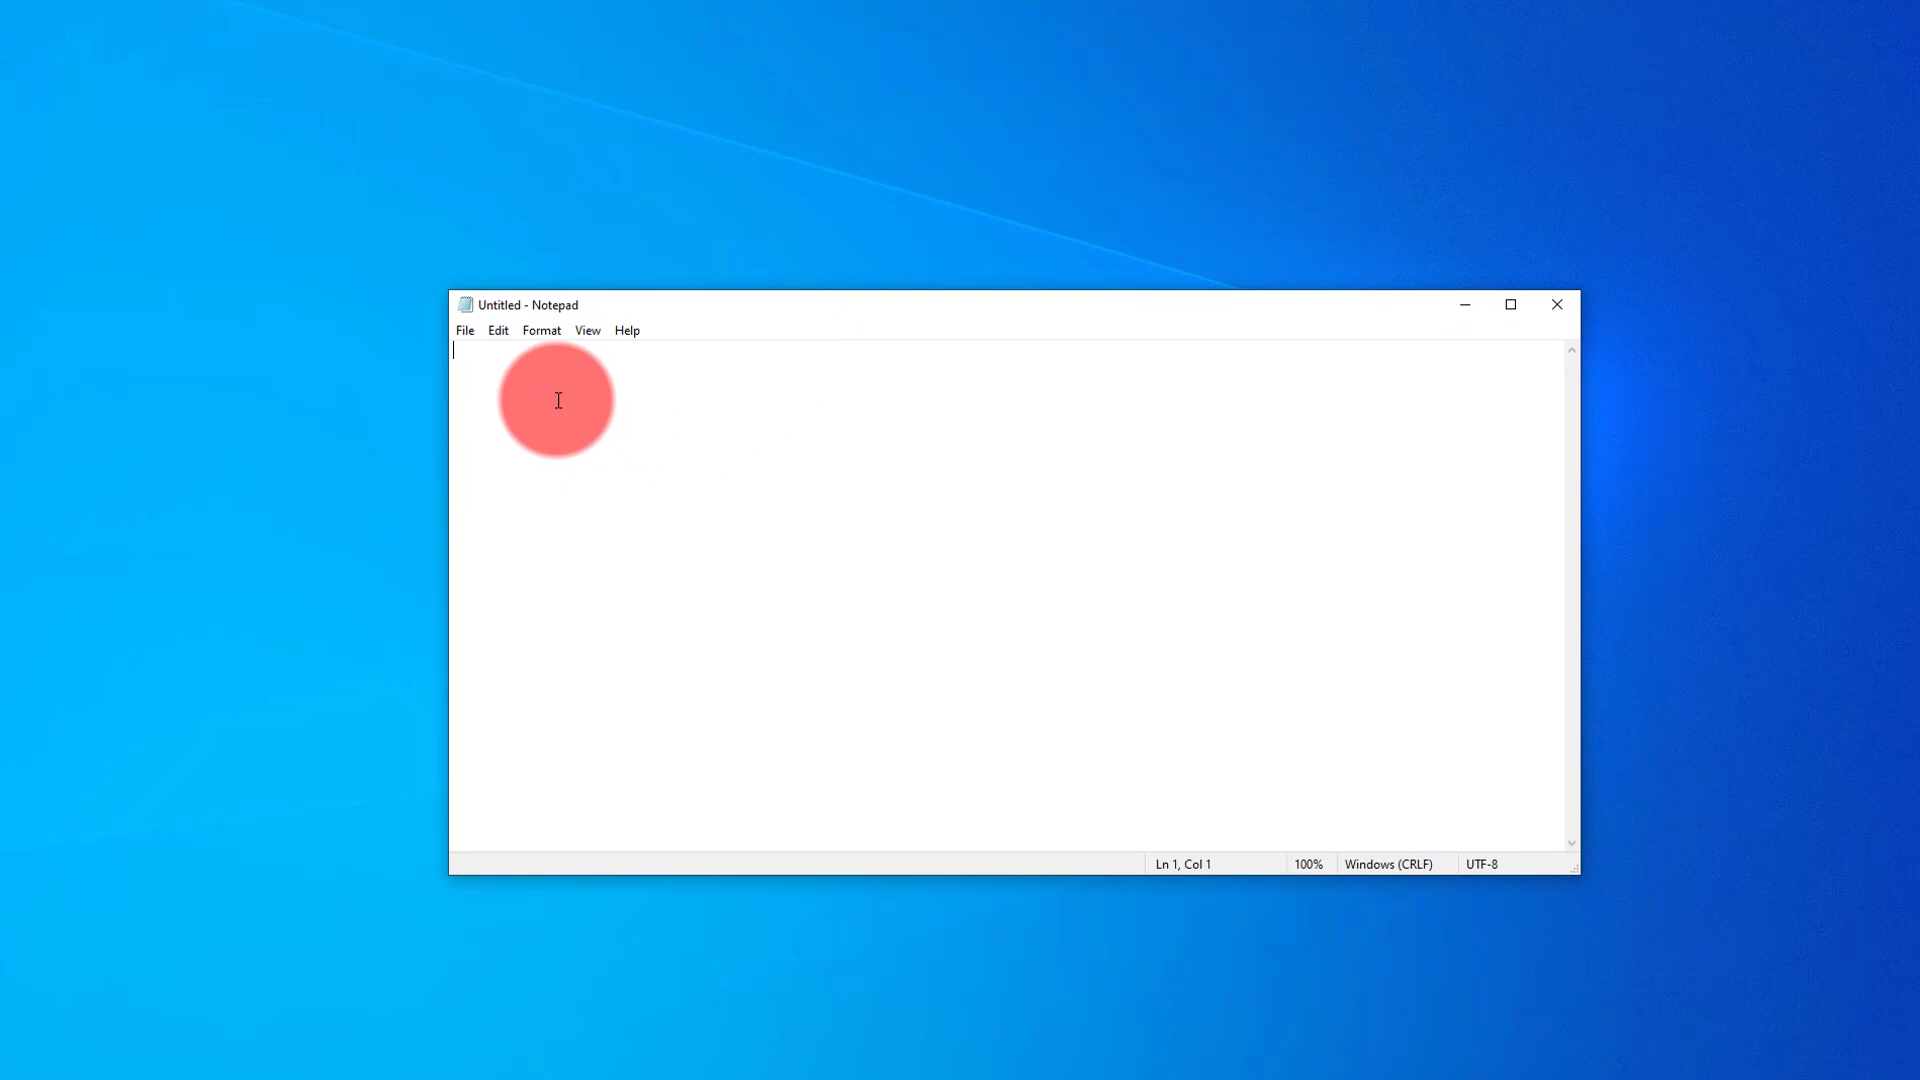 Untitled - Notepad
File Edit Format View Help
Ln 1, Col 1 100% Windows (CRLF) UTF-8